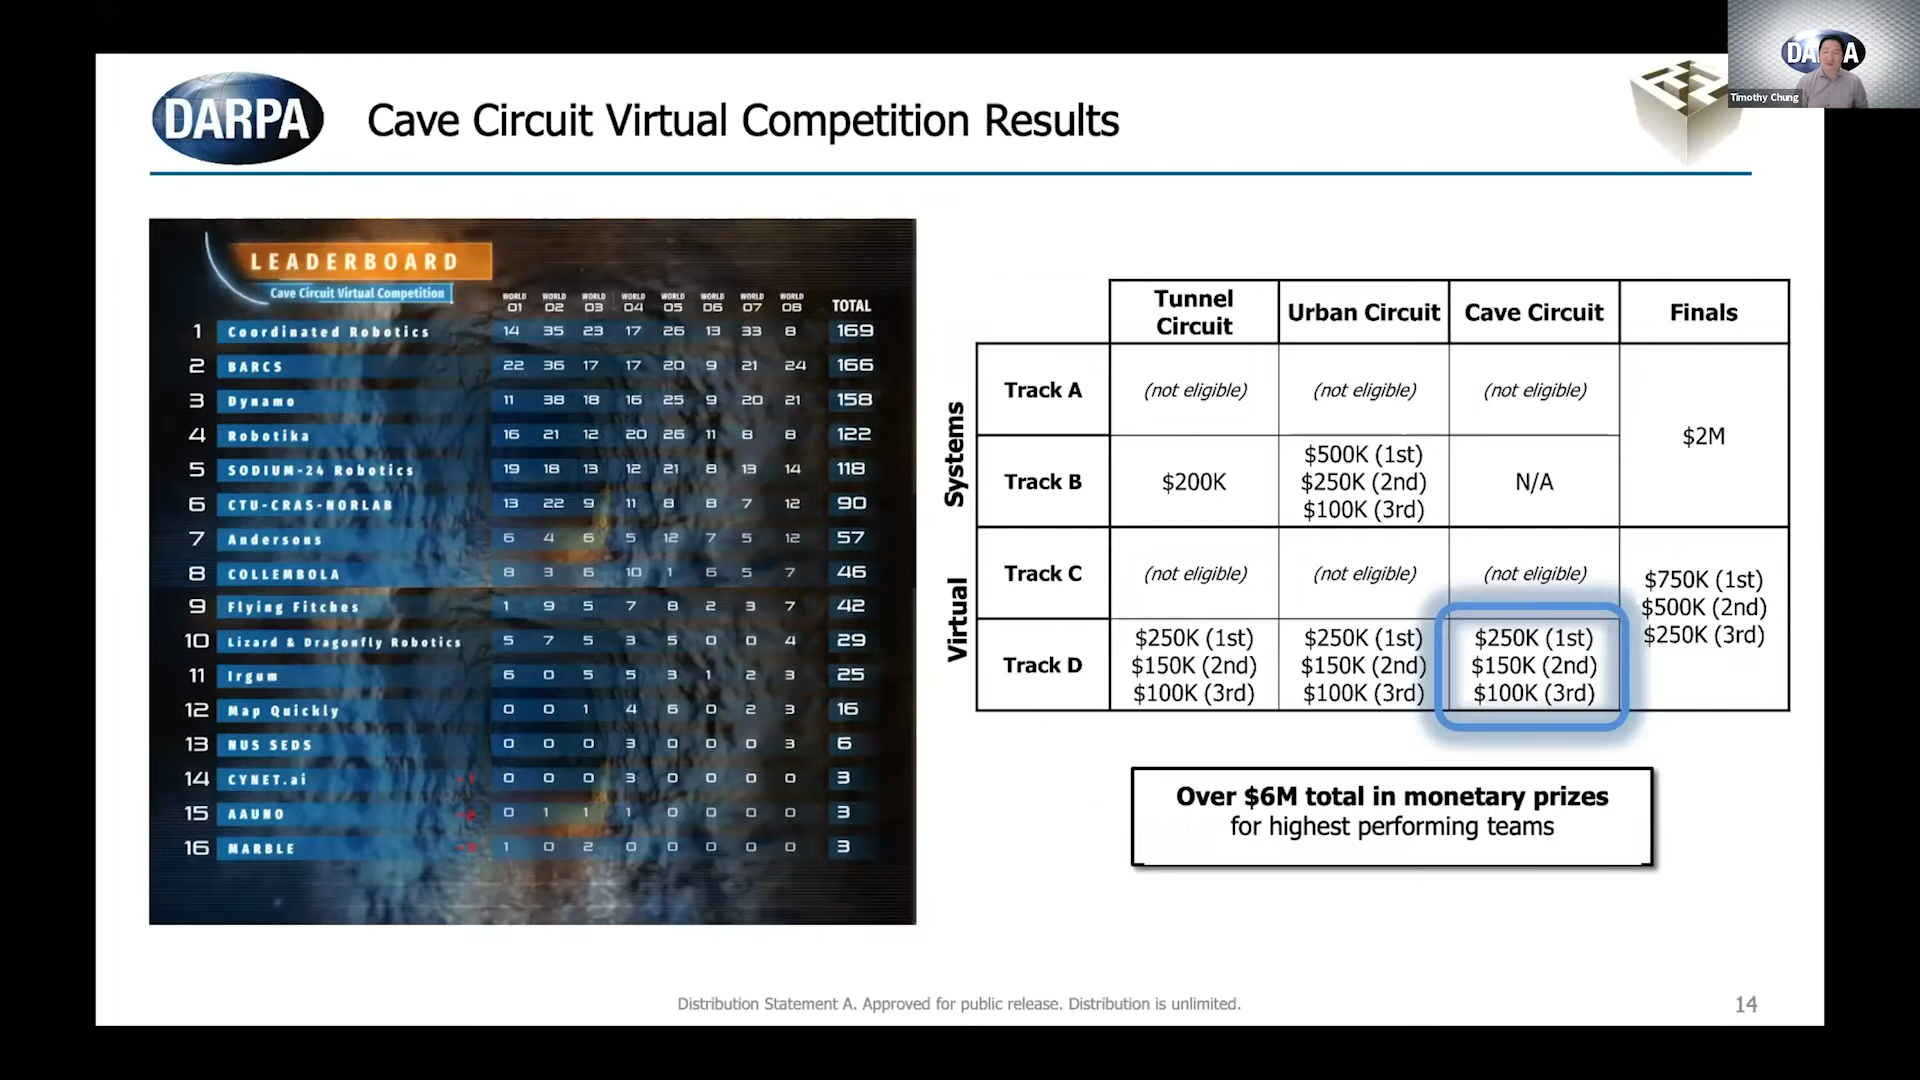 DARPA
Cave Circuit Virtual Competition Results
DARPA
Timothy Chung
LEADERBOARD
Cave Circuit Virtual Competition
WORLD 01 WORLD 02 WORLD 03 WORLD 04 WORLD 05 WORLD 06 WORLD 07 WORLD 08 TOTAL
1 Coordinated Robotics 14 35 23 17 26 13 33 8 169
2 BARCS 22 36 17 17 20 9 21 24 166
3 Dynamo 11 38 18 16 25 9 20 21 158
4 Robotika 16 21 12 20 26 11 8 8 122
5 SODIUM-24 Robotics 19 18 13 12 21 8 13 14 118
6 CTU-CRAS-NORLAB 13 22 9 11 8 8 7 12 90
7 Andersons 6 4 6 5 12 7 5 12 57
8 COLLEMBOLA 8 3 6 10 1 6 5 7 46
9 Flying Fitches 1 9 5 7 8 2 3 7 42
10 Lizard & Dragonfly Robotics 5 7 5 3 5 0 0 4 29
11 Irgum 6 0 5 5 3 1 2 3 25
12 Map Quickly 0 0 1 4 6 0 2 3 16
13 NUS SEDS 0 0 0 3 0 0 0 3 6
14 CYNET.ai 0 0 0 3 0 0 0 0 3
15 AAUNO 0 1 1 1 0 0 0 0 3
16 MARBLE 1 0 2 0 0 0 0 0 3
Tunnel Circuit Urban Circuit Cave Circuit Finals
Systems
Track A (not eligible) (not eligible) (not eligible) $2M
Track B $200K $500K (1st) $250K (2nd) $100K (3rd) N/A
Virtual
Track C (not eligible) (not eligible) (not eligible) $750K (1st) $500K (2nd) $250K (3rd)
Track D $250K (1st) $150K (2nd) $100K (3rd) $250K (1st) $150K (2nd) $100K (3rd) $250K (1st) $150K (2nd) $100K (3rd)
Over $6M total in monetary prizes
for highest performing teams
Distribution Statement A. Approved for public release. Distribution is unlimited.
14